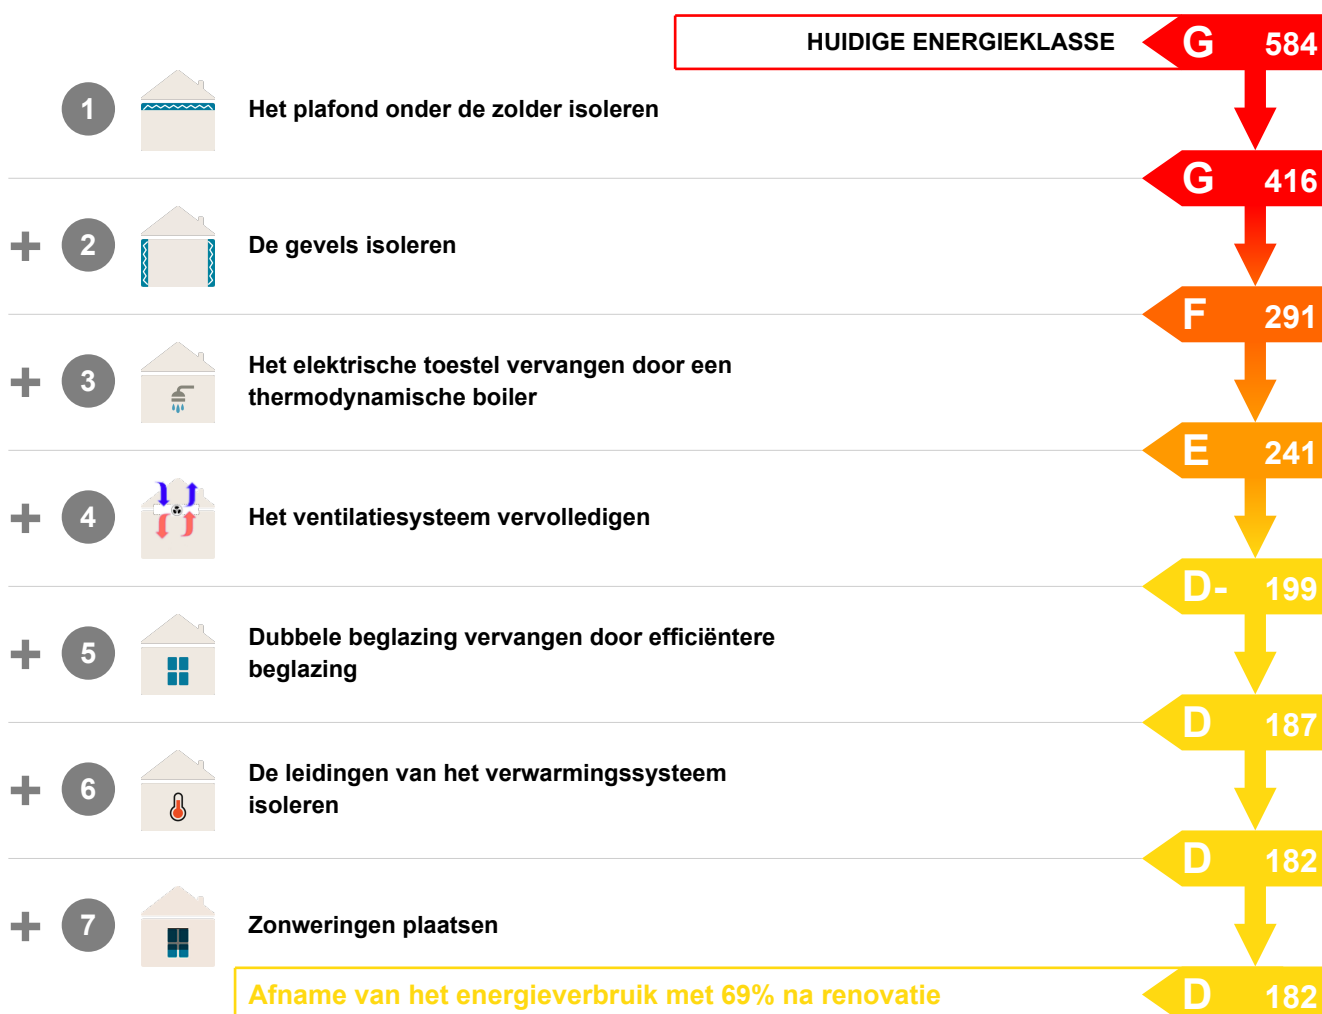 HUIDIGE ENERGIEKLASSE G 584
1 Het plafond onder de zolder isoleren
G 416
+ 2 De gevels isoleren
F 291
+ 3 Het elektrische toestel vervangen door een
thermodynamische boiler
E 241
+ 4 Het ventilatiesysteem vervolledigen
D- 199
+ 5 Dubbele beglazing vervangen door efficiëntere
beglazing
D 187
+ 6 De leidingen van het verwarmingssysteem
isoleren
D 182
+ 7 Zonweringen plaatsen
Afname van het energieverbruik met 69% na renovatie D 182